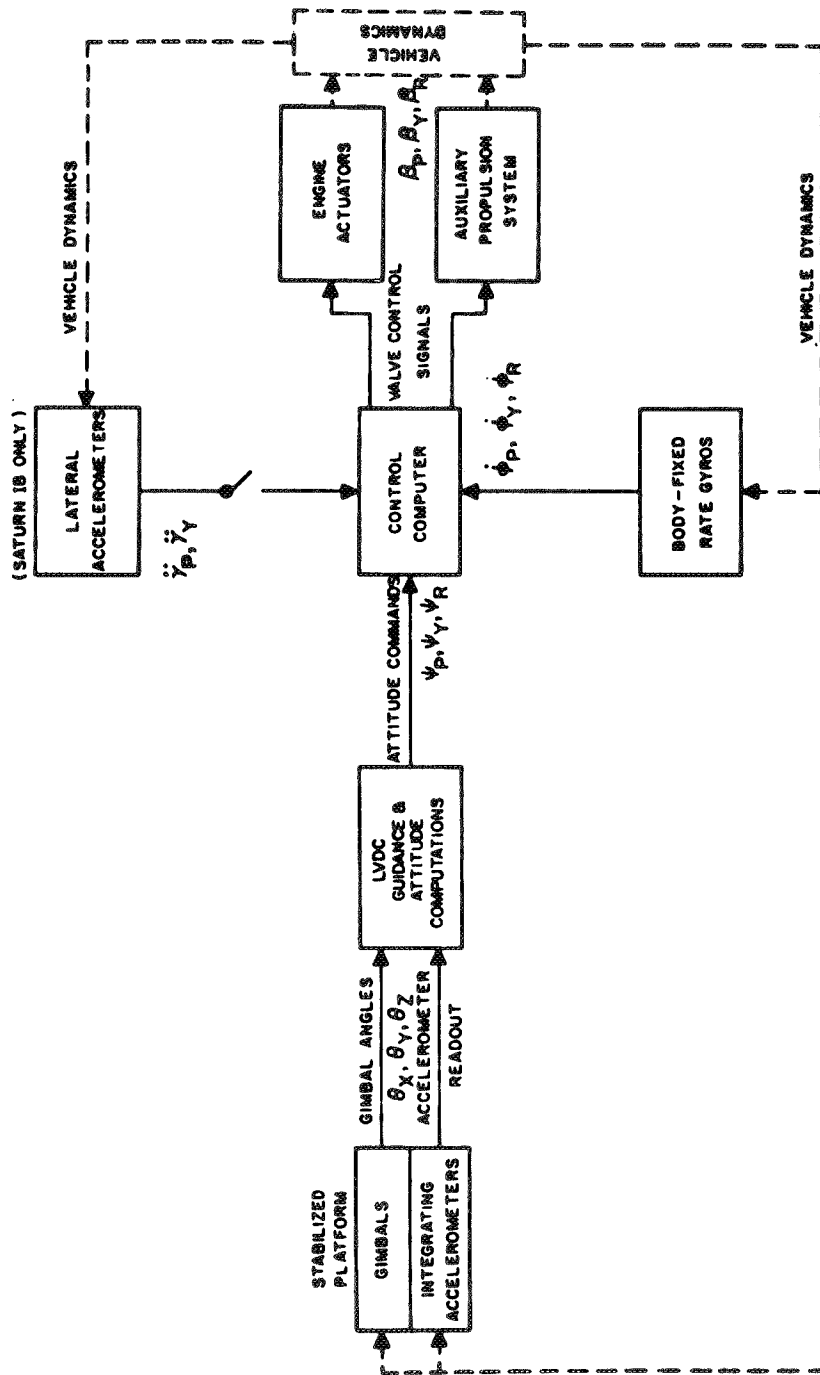 STABILIZED
PLATFORM
GIMBALS
INTEGRATING
ACCELEROMETERS
GIMBAL ANGLES
θX, θY, θZ
ACCELEROMETER
READOUT
LVDC
GUIDANCE &
ATTITUDE
COMPUTATIONS
ATTITUDE COMMANDS
ψP, ψY, ψR
(SATURN IB ONLY)
LATERAL
ACCELEROMETERS
γ̈P, γ̈Y
CONTROL
COMPUTER
BODY-FIXED
RATE GYROS
φ̇P, φ̇Y, φ̇R
VALVE CONTROL
SIGNALS
ENGINE
ACTUATORS
AUXILIARY
PROPULSION
SYSTEM
βP, βY, βR
VEHICLE
DYNAMICS
VEHICLE DYNAMICS
VEHICLE DYNAMICS